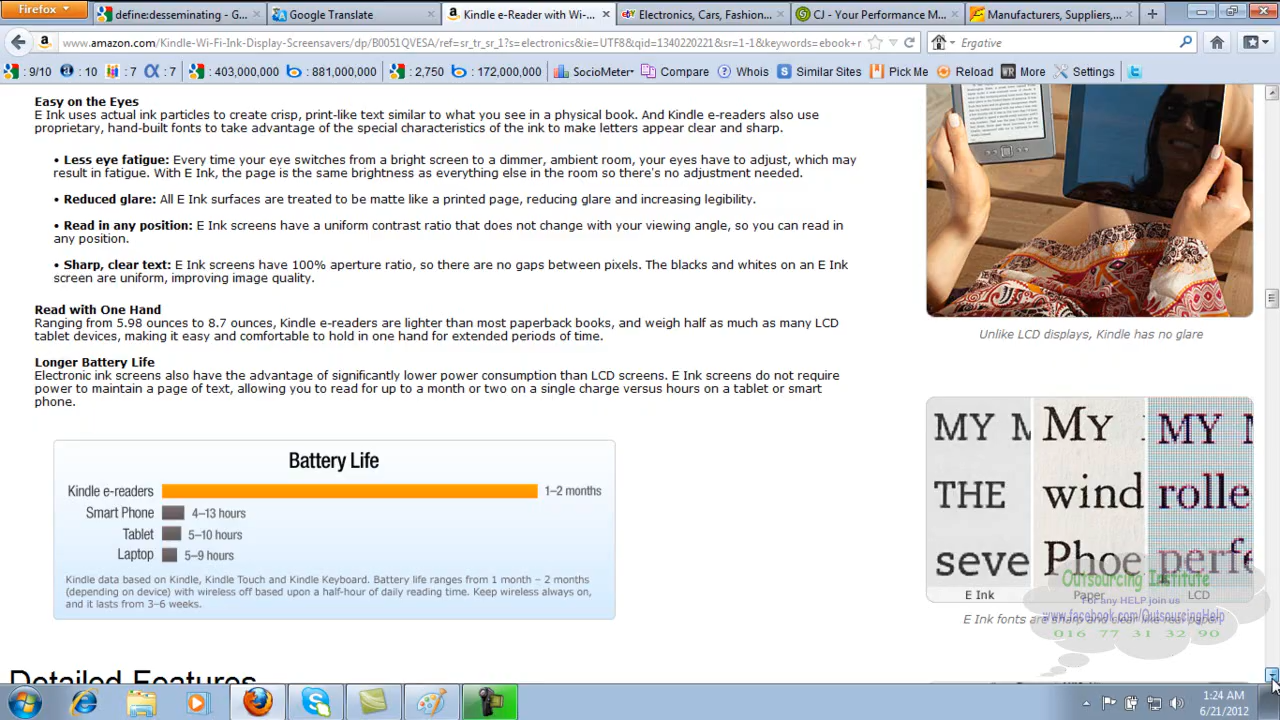 Firefox
define:desseminating - G...
Google Translate
Kindle e-Reader with Wi-...
Electronics, Cars, Fashion...
CJ - Your Performance M...
Manufacturers, Suppliers,...
www.amazon.com/Kindle-Wi-Fi-Ink-Display-Screensavers/dp/B0051QVESA/ref=sr_tr_sr_1?s=electronics&ie=UTF8&qid=1340220221&sr=1-1&keywords=ebook+r
Ergative
: 9/10 : 10 : 7 : 7 : 403,000,000 : 881,000,000 : 2,750 : 172,000,000 SocioMeter Compare Whois Similar Sites Pick Me Reload WR More Settings
Easy on the Eyes
E Ink uses actual ink particles to create crisp, print-like text similar to what you see in a physical book. And Kindle e-readers also use
proprietary, hand-built fonts to take advantage of the special characteristics of the ink to make letters appear clear and sharp.
• Less eye fatigue: Every time your eye switches from a bright screen to a dimmer, ambient room, your eyes have to adjust, which may
result in fatigue. With E Ink, the page is the same brightness as everything else in the room so there's no adjustment needed.
• Reduced glare: All E Ink surfaces are treated to be matte like a printed page, reducing glare and increasing legibility.
• Read in any position: E Ink screens have a uniform contrast ratio that does not change with your viewing angle, so you can read in
any position.
• Sharp, clear text: E Ink screens have 100% aperture ratio, so there are no gaps between pixels. The blacks and whites on an E Ink
screen are uniform, improving image quality.
Read with One Hand
Ranging from 5.98 ounces to 8.7 ounces, Kindle e-readers are lighter than most paperback books, and weigh half as much as many LCD
tablet devices, making it easy and comfortable to hold in one hand for extended periods of time.
Longer Battery Life
Electronic ink screens also have the advantage of significantly lower power consumption than LCD screens. E Ink screens do not require
power to maintain a page of text, allowing you to read for up to a month or two on a single charge versus hours on a tablet or smart
phone.
Battery Life
Kindle e-readers 1–2 months
Smart Phone 4–13 hours
Tablet 5–10 hours
Laptop 5–9 hours
Kindle data based on Kindle, Kindle Touch and Kindle Keyboard. Battery life ranges from 1 month – 2 months
(depending on device) with wireless off based upon a half-hour of daily reading time. Keep wireless always on,
and it lasts from 3–6 weeks.
Detailed Features
Unlike LCD displays, Kindle has no glare
MY M My MY M
THE wind rolle
seve Phoe perfe
E Ink Paper LCD
E Ink fonts are sharp and clear like real paper
Outsourcing Institute
For any HELP join us
www.facebook.com/OutsourcingHelp
016 77 31 32 90
1:24 AM
6/21/2012